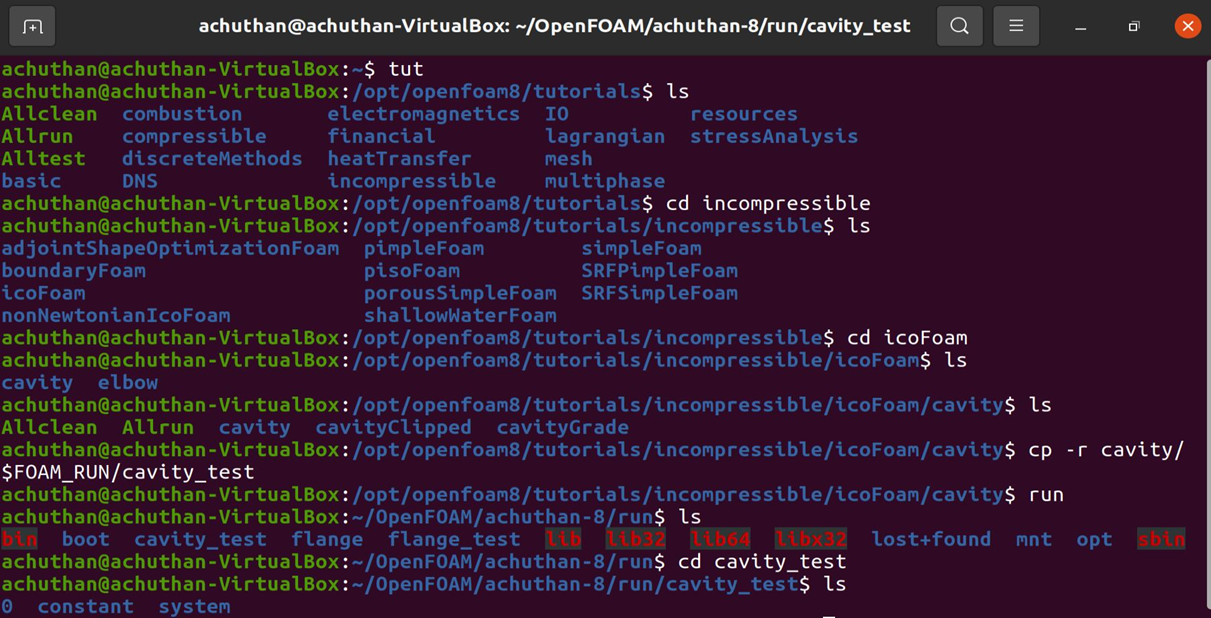 achuthan@achuthan-VirtualBox: ~/OpenFOAM/achuthan-8/run/cavity_test
achuthan@achuthan-VirtualBox:~$ tut
achuthan@achuthan-VirtualBox:/opt/openfoam8/tutorials$ ls
Allclean combustion electromagnetics IO resources
Allrun compressible financial lagrangian stressAnalysis
Alltest discreteMethods heatTransfer mesh
basic DNS incompressible multiphase
achuthan@achuthan-VirtualBox:/opt/openfoam8/tutorials$ cd incompressible
achuthan@achuthan-VirtualBox:/opt/openfoam8/tutorials/incompressible$ ls
adjointShapeOptimizationFoam pimpleFoam simpleFoam
boundaryFoam pisoFoam SRFPimpleFoam
icoFoam porousSimpleFoam SRFSimpleFoam
nonNewtonianIcoFoam shallowWaterFoam
achuthan@achuthan-VirtualBox:/opt/openfoam8/tutorials/incompressible$ cd icoFoam
achuthan@achuthan-VirtualBox:/opt/openfoam8/tutorials/incompressible/icoFoam$ ls
cavity elbow
achuthan@achuthan-VirtualBox:/opt/openfoam8/tutorials/incompressible/icoFoam/cavity$ ls
Allclean Allrun cavity cavityClipped cavityGrade
achuthan@achuthan-VirtualBox:/opt/openfoam8/tutorials/incompressible/icoFoam/cavity$ cp -r cavity/
$FOAM_RUN/cavity_test
achuthan@achuthan-VirtualBox:/opt/openfoam8/tutorials/incompressible/icoFoam/cavity$ run
achuthan@achuthan-VirtualBox:~/OpenFOAM/achuthan-8/run$ ls
bin boot cavity_test flange flange_test lib lib32 lib64 libx32 lost+found mnt opt sbin
achuthan@achuthan-VirtualBox:~/OpenFOAM/achuthan-8/run$ cd cavity_test
achuthan@achuthan-VirtualBox:~/OpenFOAM/achuthan-8/run/cavity_test$ ls
0 constant system